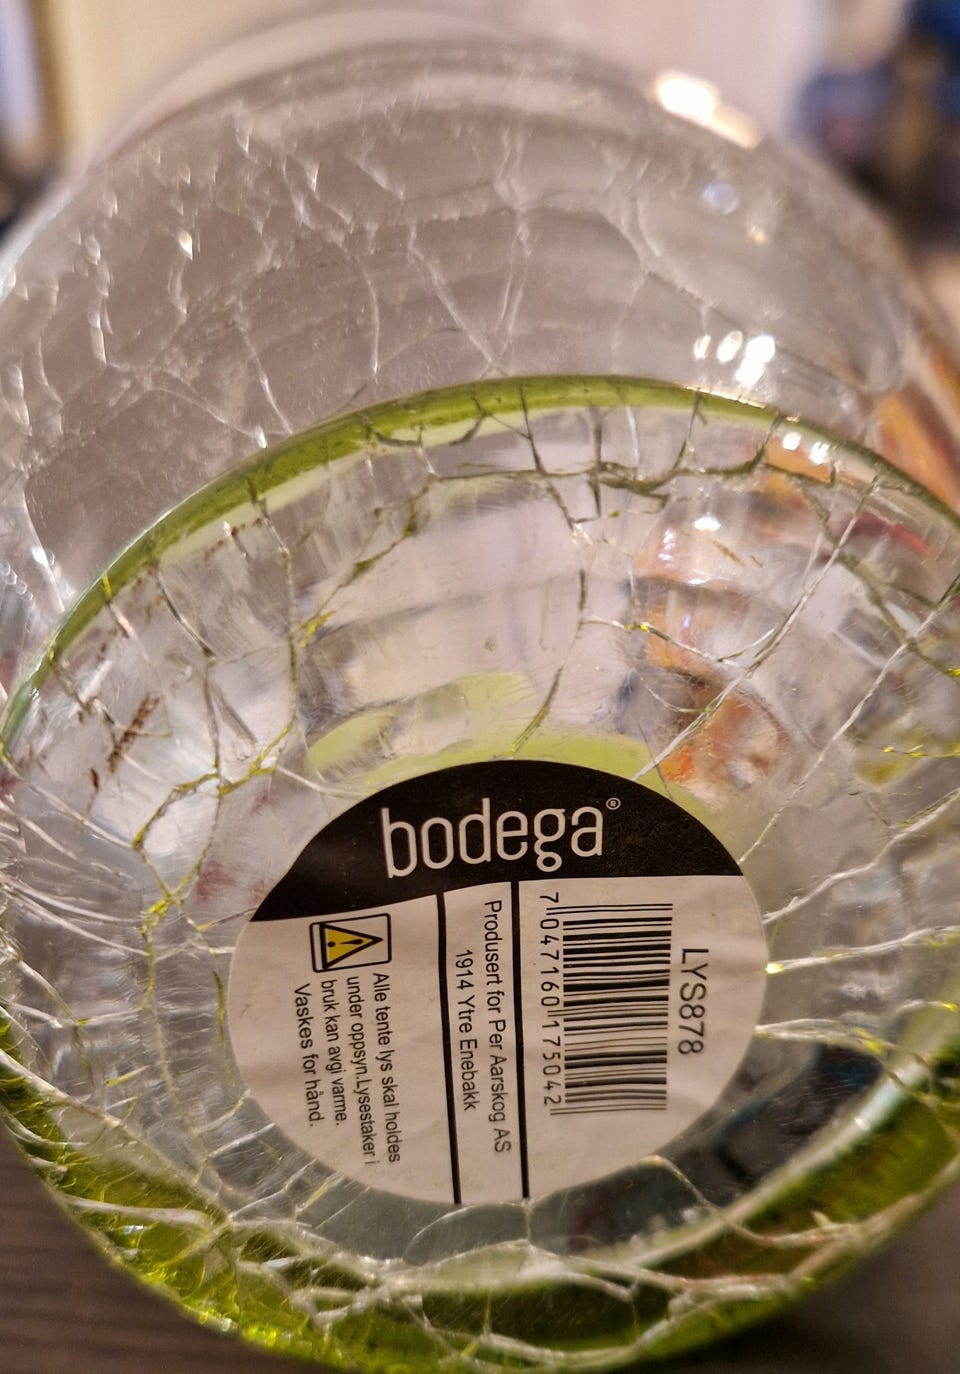 bodega®
LYS878
7 047160 175042
Produsert for Per Aarskog AS
1914 Ytre Enebakk
Alle tente lys skal holdes
under oppsyn.Lysestaker i
bruk kan avgi varme.
Vaskes for hånd.